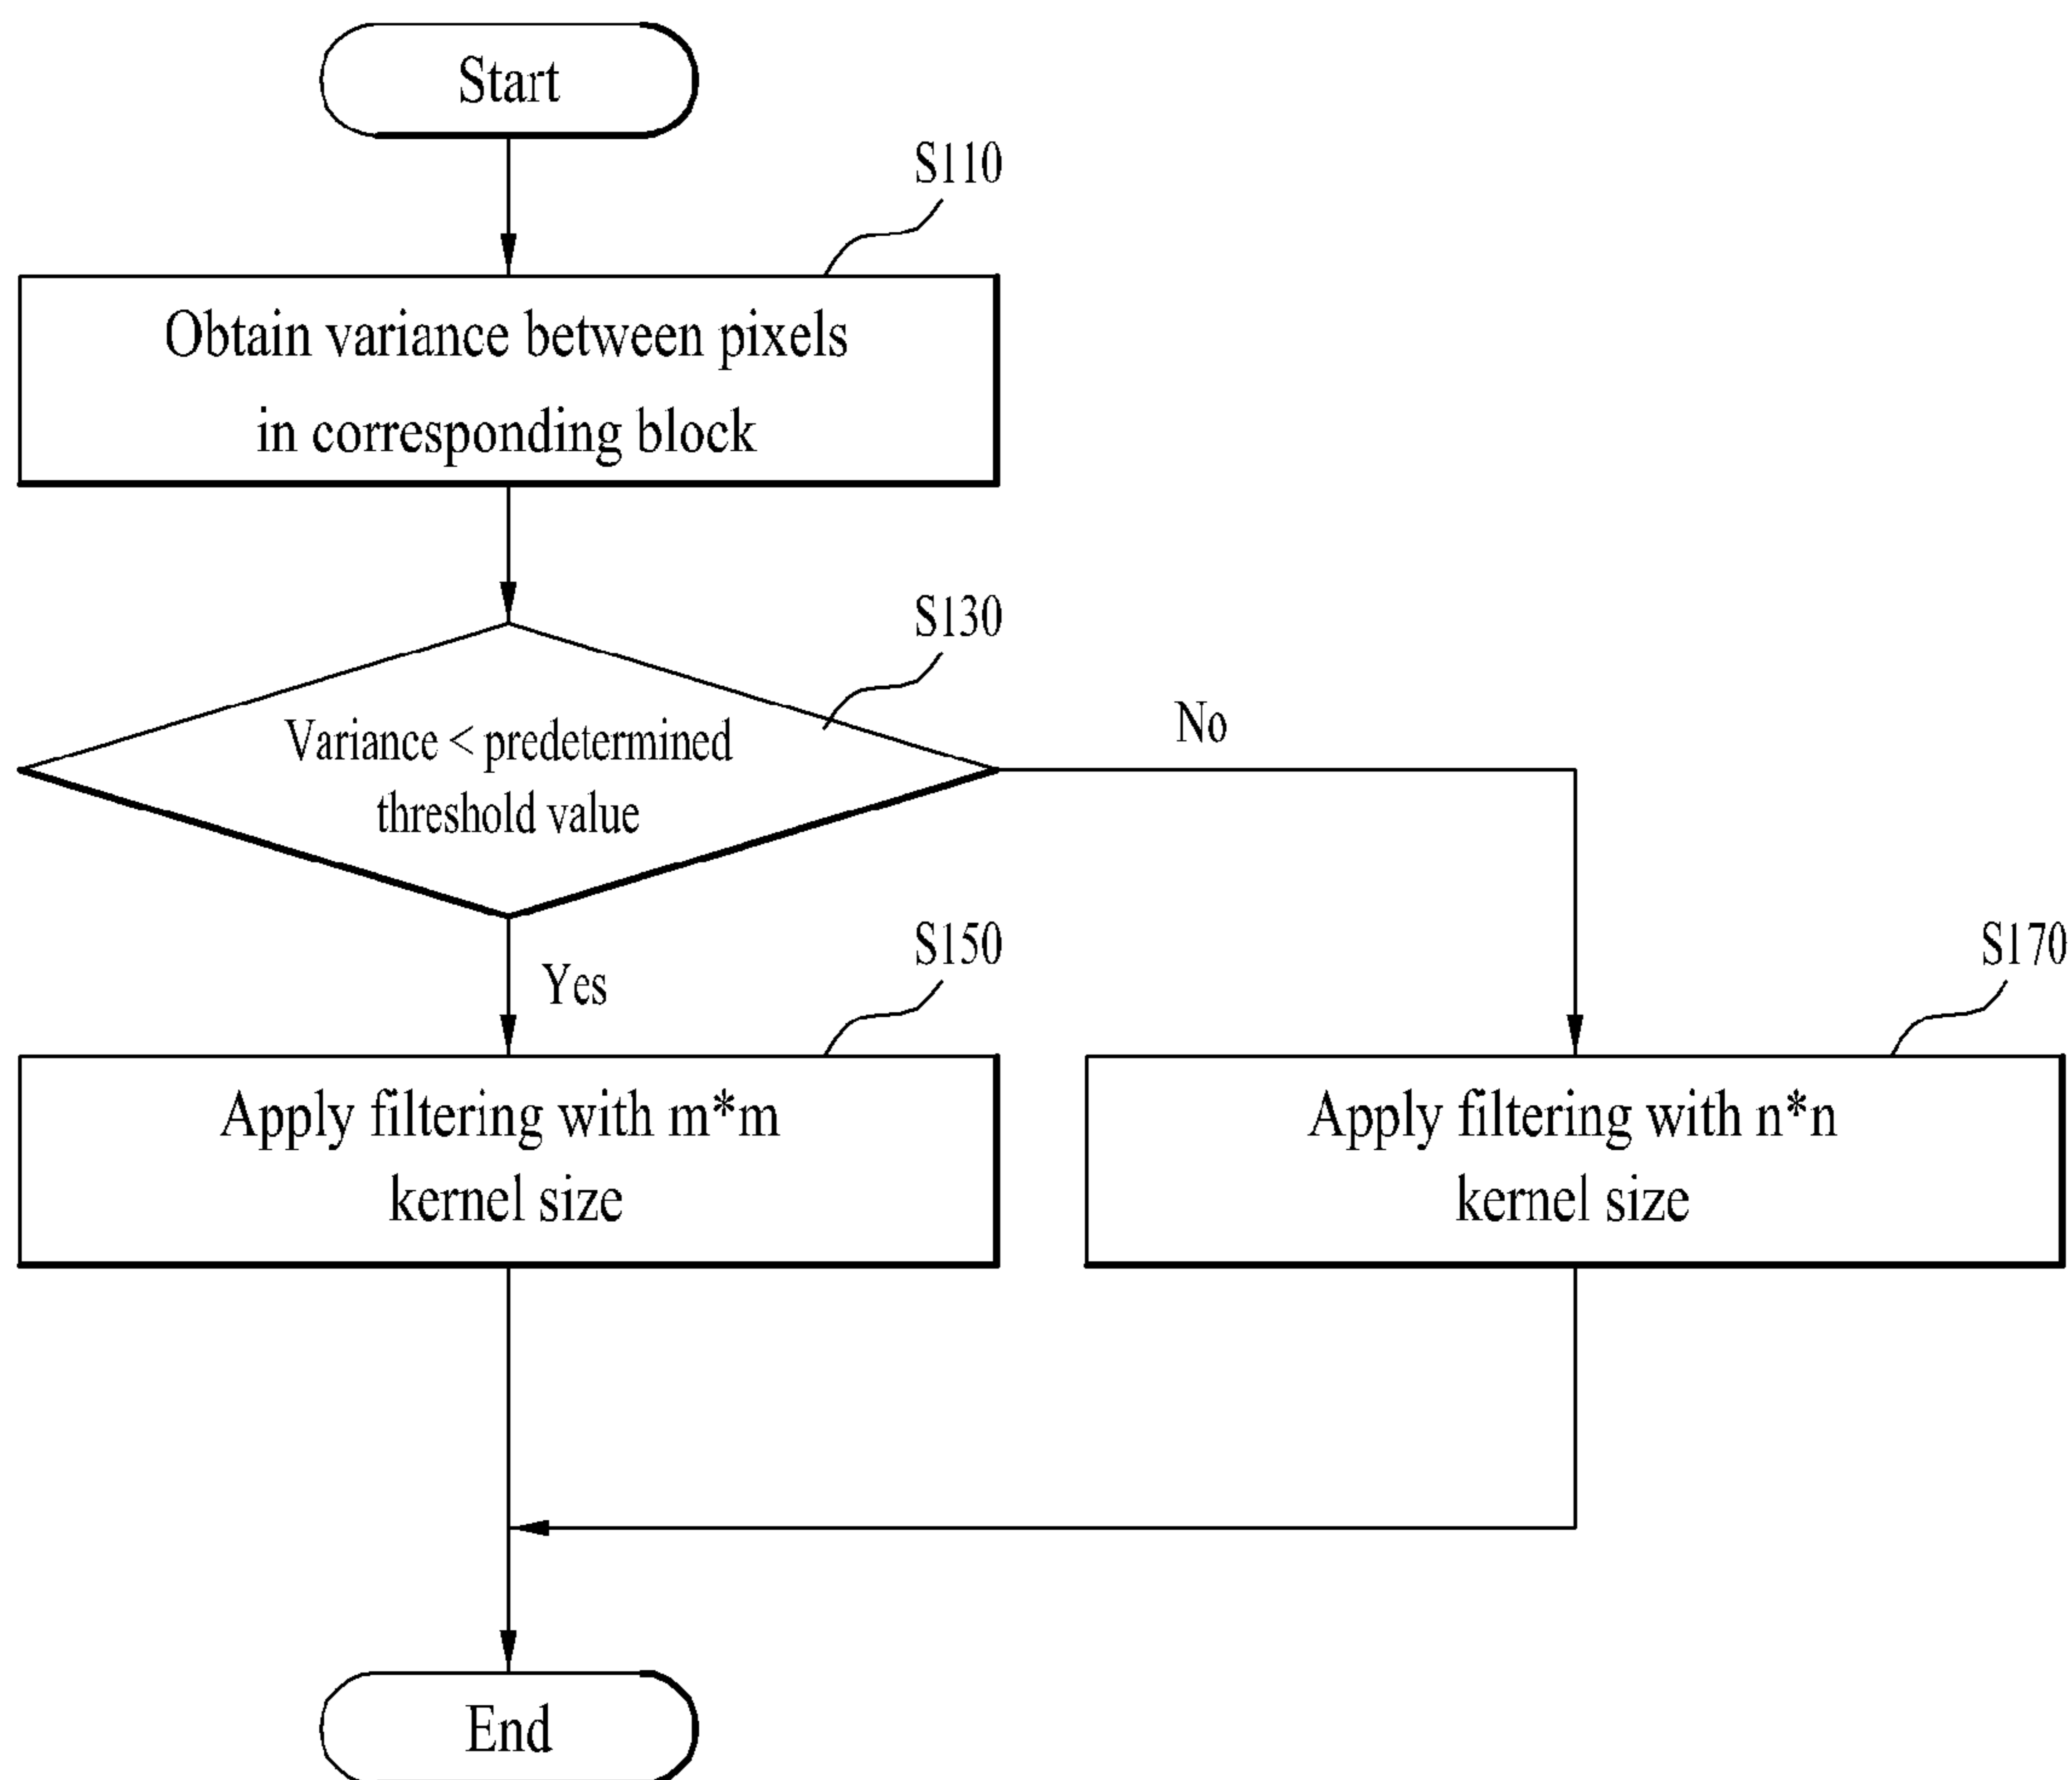 Start
S110
Obtain variance between pixels
in corresponding block
S130
Variance < predetermined
threshold value
No
Yes
S150
Apply filtering with m*m
kernel size
S170
Apply filtering with n*n
kernel size
End